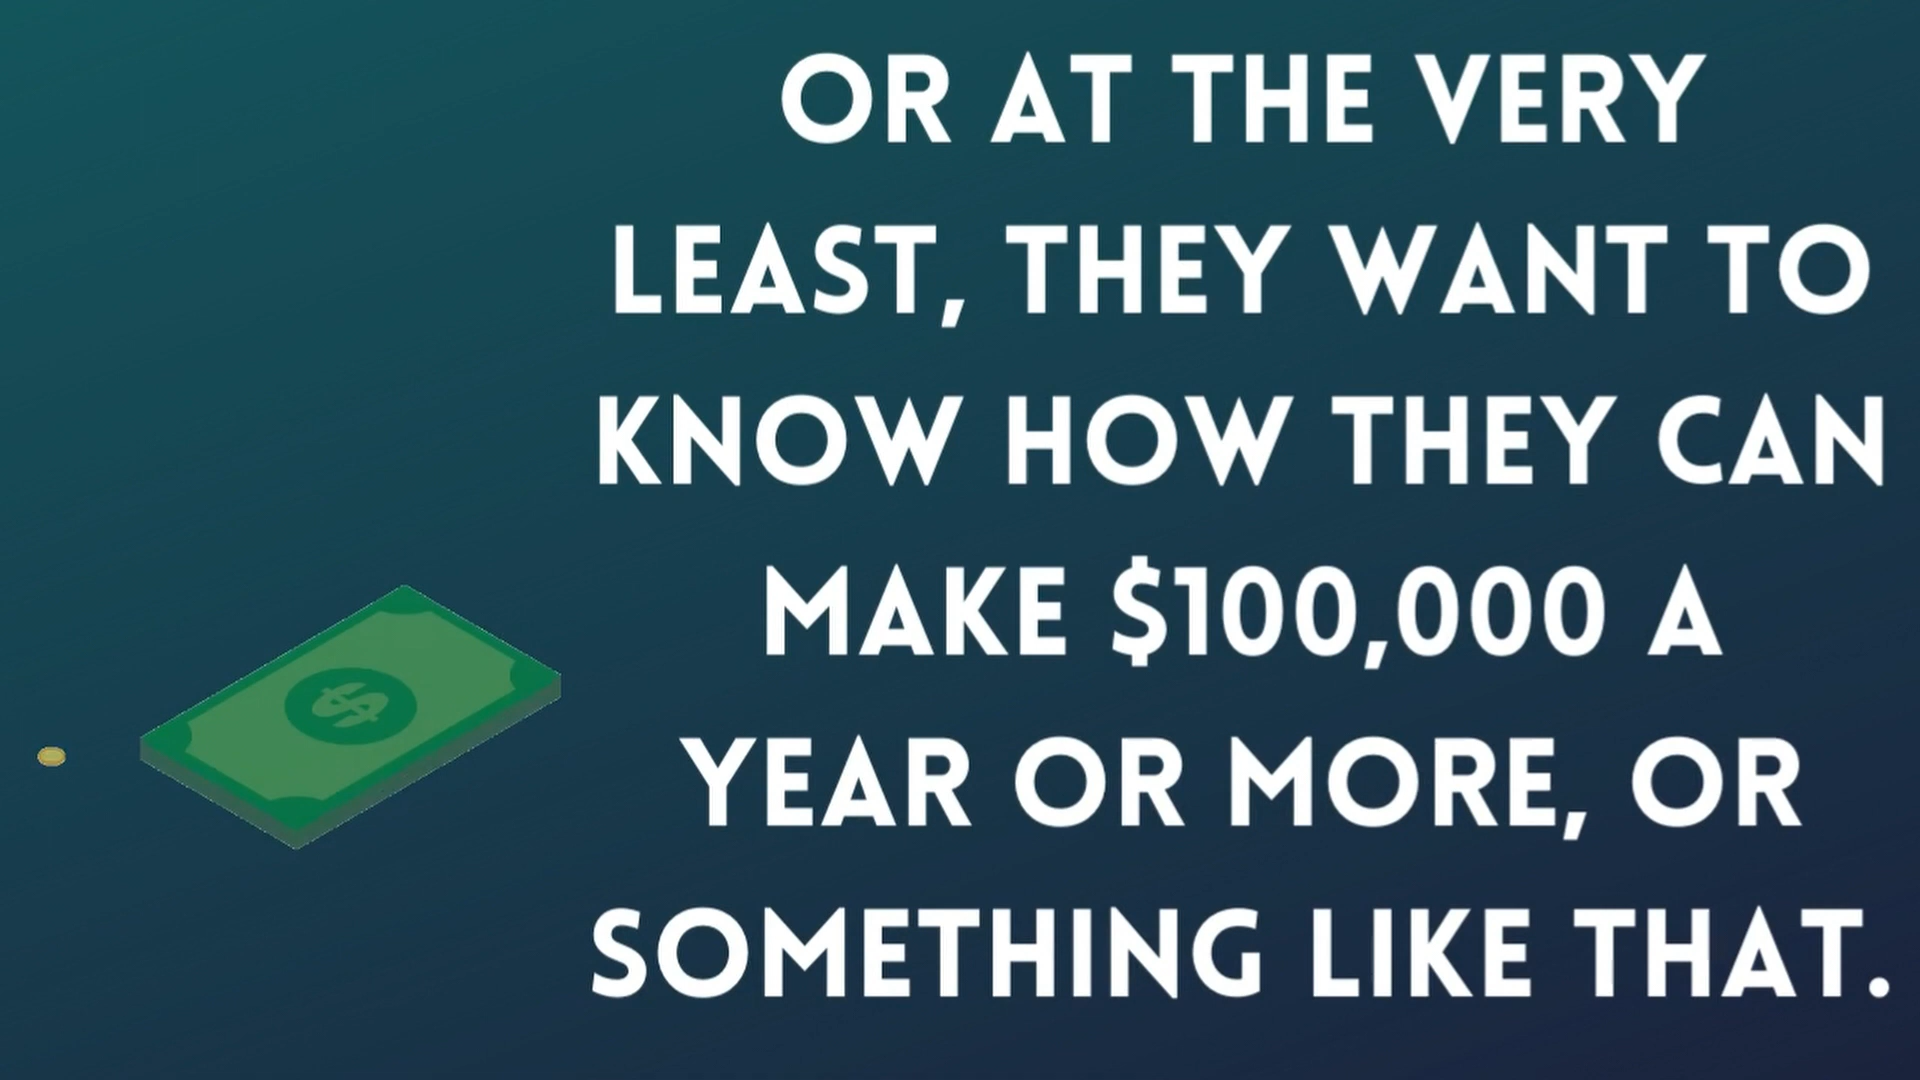 OR AT THE VERY
LEAST, THEY WANT TO
KNOW HOW THEY CAN
MAKE $100,000 A
YEAR OR MORE, OR
SOMETHING LIKE THAT.
$